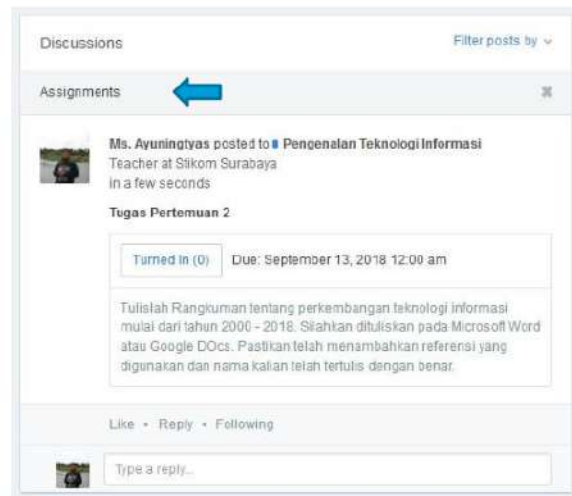 Discussions
Filter posts by
Assignments
Ms. Ayuningtyas posted to Pengenalan Teknologi Informasi
Teacher at Stikom Surabaya
in a few seconds
Tugas Pertemuan 2
Turned In (0) Due: September 13, 2018 12:00 am
Tulislah Rangkuman tentang perkembangan teknologi informasi
mulai dari tahun 2000 - 2018. Silahkan dituliskan pada Microsoft Word
atau Google DOcs. Pastikan telah menambahkan referensi yang
digunakan dan nama kalian telah tertulis dengan benar.
Like • Reply • Following
Type a reply...